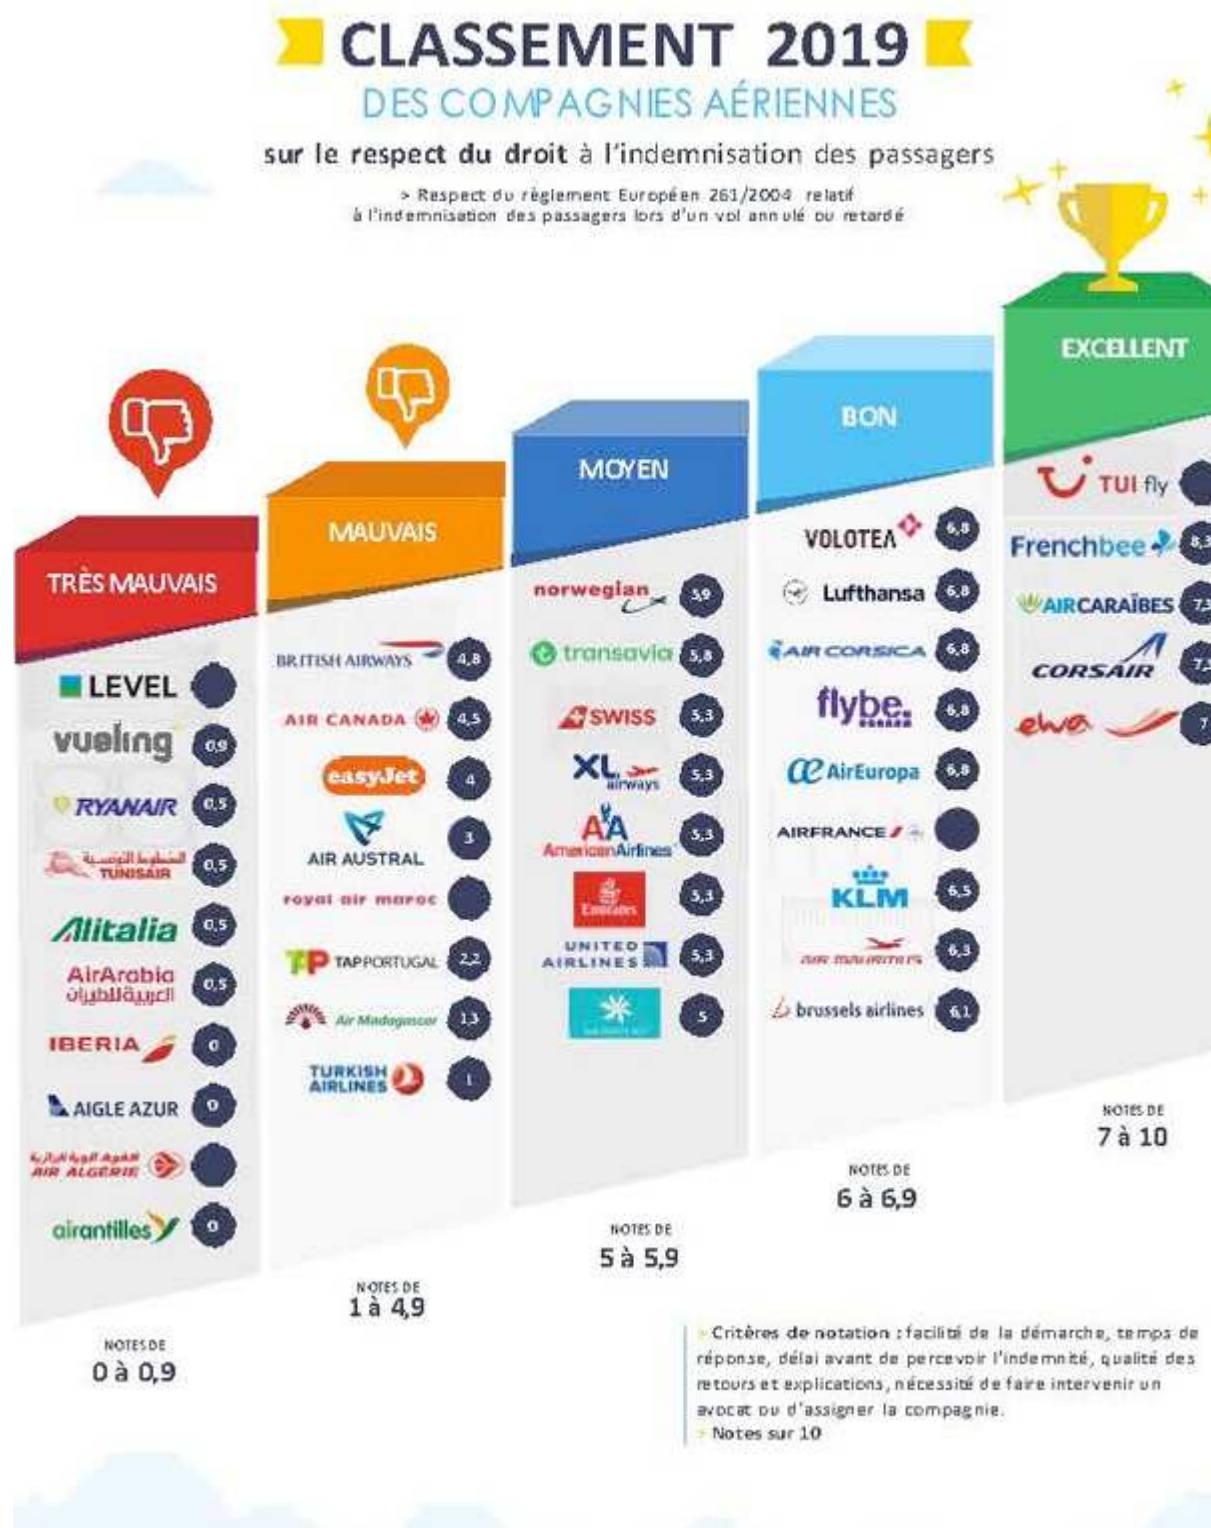 CLASSEMENT 2019
DES COMPAGNIES AÉRIENNES
sur le respect du droit à l'indemnisation des passagers
> Respect du règlement Européen 261/2004 relatif
à l'indemnisation des passagers lors d'un vol annulé ou retardé
TRÈS MAUVAIS
LEVEL
vueling 0,9
RYANAIR 0,5
الخطوط التونسية
TUNISAIR 0,5
Alitalia 0,5
AirArabia
العربية للطيران 0,5
IBERIA 0
AIGLE AZUR 0
AIR ALGÉRIE
airantilles 0
NOTES DE
0 à 0,9
MAUVAIS
BRITISH AIRWAYS 4,8
AIR CANADA 4,5
easyJet 4
AIR AUSTRAL 3
royal air maroc
TAPPORTUGAL 2,2
Air Madagascar 1,3
TURKISH
AIRLINES 1
NOTES DE
1 à 4,9
MOYEN
norwegian 5,9
transavia 5,8
SWISS 5,3
XL airways 5,3
AA
AmericanAirlines 5,3
Emirates 5,3
UNITED
AIRLINES 5,3
5
NOTES DE
5 à 5,9
BON
VOLOTEA 6,8
Lufthansa 6,8
AIR CORSICA 6,8
flybe. 6,8
AirEuropa 6,8
AIRFRANCE
KLM 6,5
AIR MAURITIUS 6,3
brussels airlines 6,1
NOTES DE
6 à 6,9
EXCELLENT
TUI fly
Frenchbee 8,3
AIRCARAÏBES
CORSAIR
ewa 7
NOTES DE
7 à 10
> Critères de notation : facilité de la démarche, temps de
réponse, délai avant de percevoir l'indemnité, qualité des
retours et explications, nécessité de faire intervenir un
avocat ou d'assigner la compagnie.
> Notes sur 10